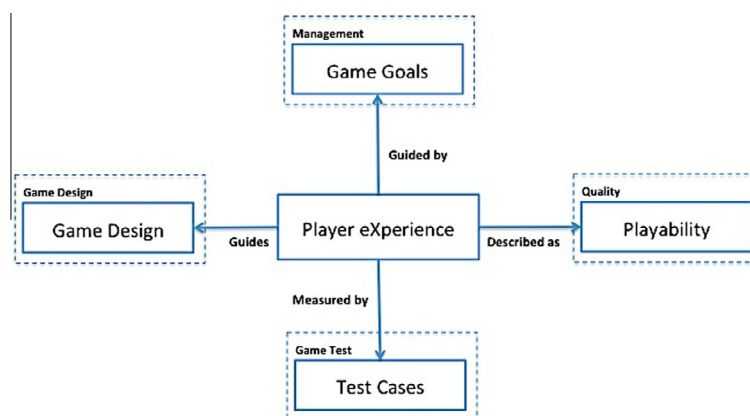 Management
Game Goals
Guided by
Game Design
Game Design
Guides
Player eXperience
Described as
Quality
Playability
Measured by
Game Test
Test Cases